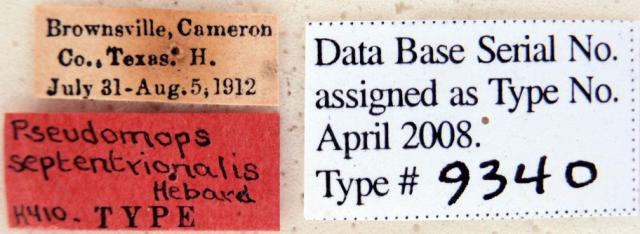 Brownsville, Cameron
Co., Texas. H.
July 31-Aug. 5, 1912
Pseudomops
septentrionalis
Hebard
H410. TYPE
Data Base Serial No.
assigned as Type No.
April 2008.
Type # 9340